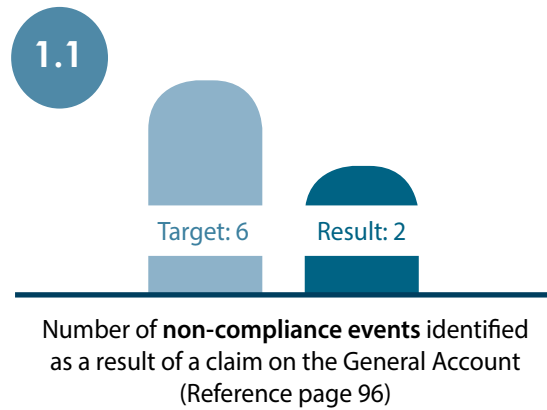 1.1
Target: 6
Result: 2
Number of non-compliance events identified
as a result of a claim on the General Account
(Reference page 96)